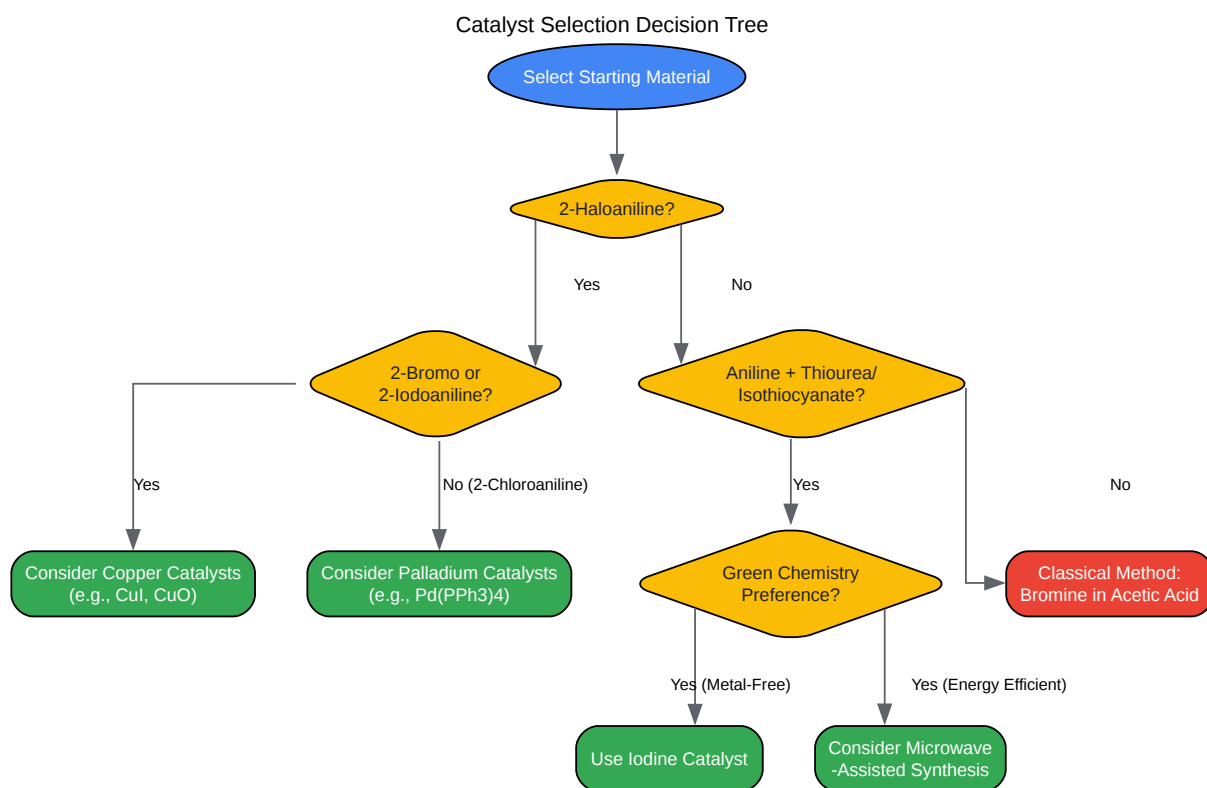 Catalyst Selection Decision Tree
Select Starting Material
2-Haloaniline?
Yes
No
2-Bromo or
2-Iodoaniline?
Aniline + Thiourea/
Isothiocyanate?
Yes
No (2-Chloroaniline)
Yes
No
Consider Copper Catalysts
(e.g., CuI, CuO)
Consider Palladium Catalysts
(e.g., Pd(PPh3)4)
Green Chemistry
Preference?
Classical Method:
Bromine in Acetic Acid
Yes (Metal-Free)
Yes (Energy Efficient)
Use Iodine Catalyst
Consider Microwave
-Assisted Synthesis